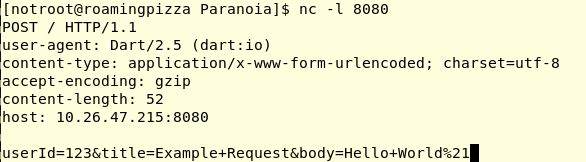 [notroot@roamingpizza Paranoia]$ nc -l 8080
POST / HTTP/1.1
user-agent: Dart/2.5 (dart:io)
content-type: application/x-www-form-urlencoded; charset=utf-8
accept-encoding: gzip
content-length: 52
host: 10.26.47.215:8080
userId=123&title=Example+Request&body=Hello+World%21